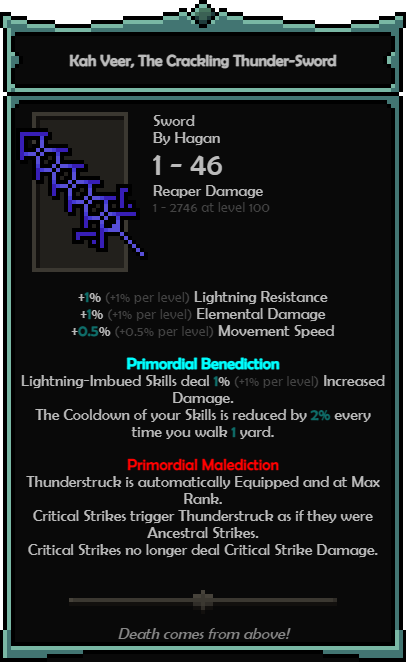 Kah Veer, The Crackling Thunder-Sword
Sword
By Hagan
1 - 46
Reaper Damage
1 - 2746 at level 100
+1% (+1% per level) Lightning Resistance
+1% (+1% per level) Elemental Damage
+0.5% (+0.5% per level) Movement Speed
Primordial Benediction
Lightning-Imbued Skills deal 1% (+1% per level) Increased
Damage.
The Cooldown of your Skills is reduced by 2% every
time you walk 1 yard.
Primordial Malediction
Thunderstruck is automatically Equipped and at Max
Rank.
Critical Strikes trigger Thunderstruck as if they were
Ancestral Strikes.
Critical Strikes no longer deal Critical Strike Damage.
Death comes from above!